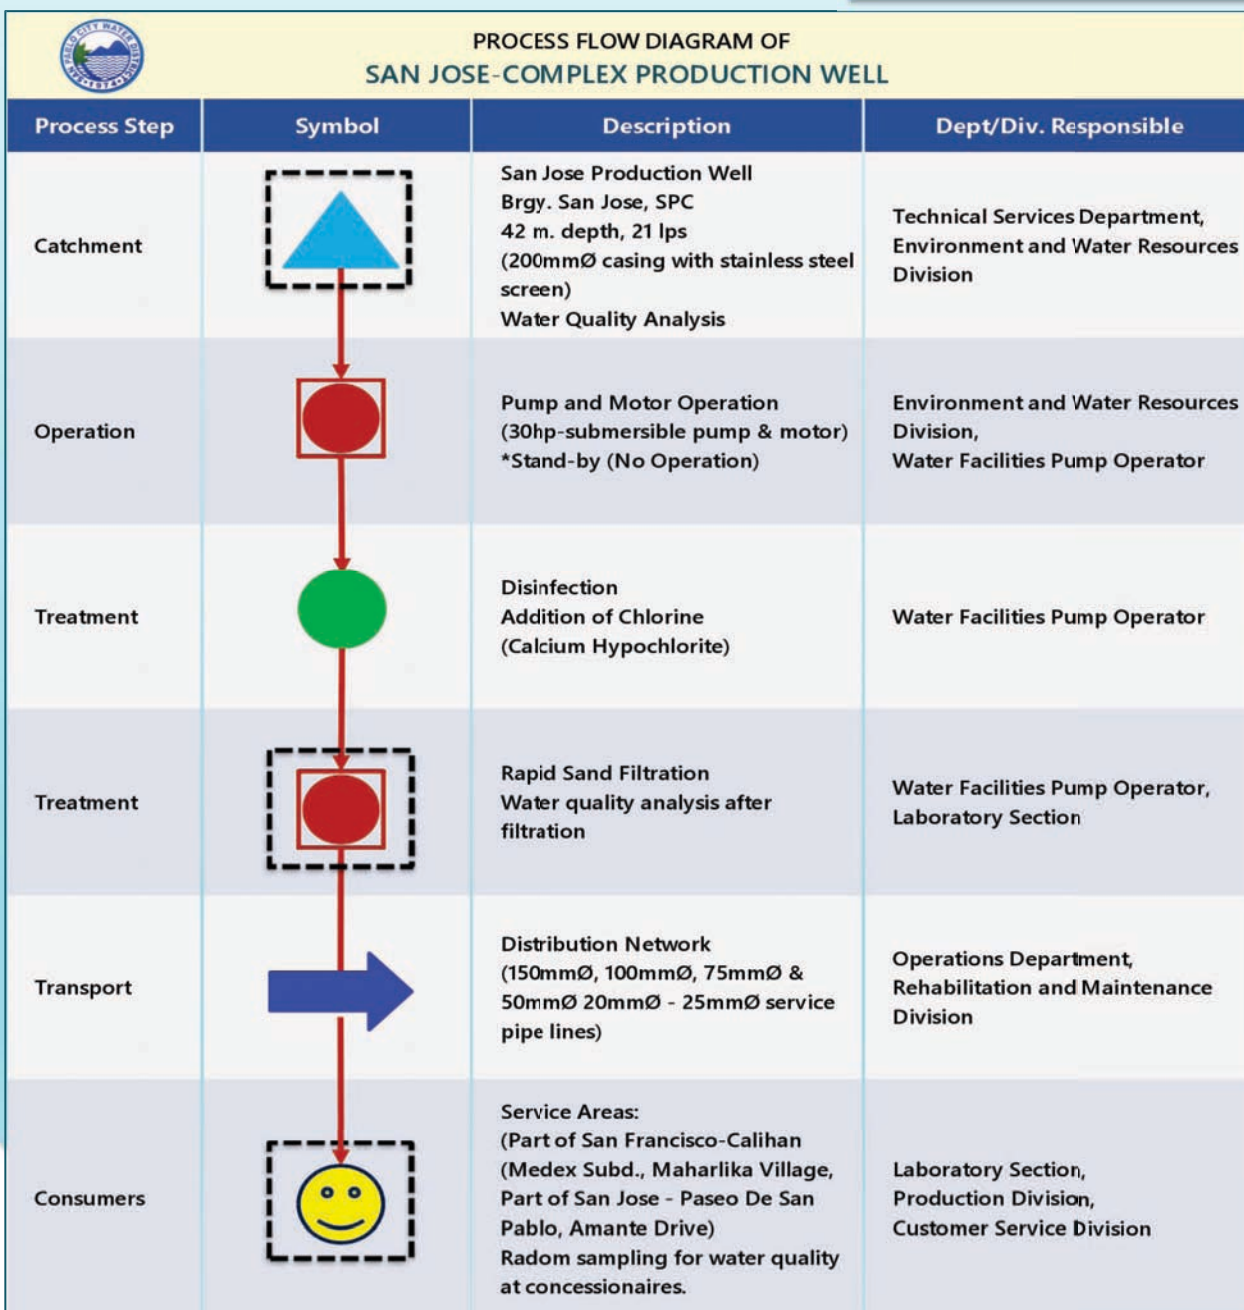 SAN PABLO CITY WATER DISTRICT
• 1974 •
PROCESS FLOW DIAGRAM OF
SAN JOSE-COMPLEX PRODUCTION WELL
Process Step
Symbol
Description
Dept/Div. Responsible
Catchment
San Jose Production Well
Brgy. San Jose, SPC
42 m. depth, 21 lps
(200mmØ casing with stainless steel
screen)
Water Quality Analysis
Technical Services Department,
Environment and Water Resources
Division
Operation
Pump and Motor Operation
(30hp-submersible pump & motor)
*Stand-by (No Operation)
Environment and Water Resources
Division,
Water Facilities Pump Operator
Treatment
Disinfection
Addition of Chlorine
(Calcium Hypochlorite)
Water Facilities Pump Operator
Treatment
Rapid Sand Filtration
Water quality analysis after
filtration
Water Facilities Pump Operator,
Laboratory Section
Transport
Distribution Network
(150mmØ, 100mmØ, 75mmØ &
50mmØ 20mmØ - 25mmØ service
pipe lines)
Operations Department,
Rehabilitation and Maintenance
Division
Consumers
Service Areas:
(Part of San Francisco-Calihan
(Medex Subd., Maharlika Village,
Part of San Jose - Paseo De San
Pablo, Amante Drive)
Radom sampling for water quality
at concessionaires.
Laboratory Section,
Production Division,
Customer Service Division